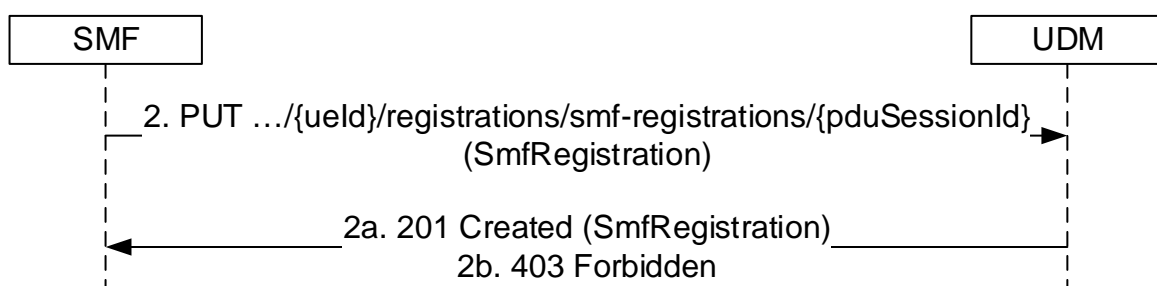 SMF
UDM
2. PUT …/{ueId}/registrations/smf-registrations/{pduSessionId}
(SmfRegistration)
2a. 201 Created (SmfRegistration)
2b. 403 Forbidden